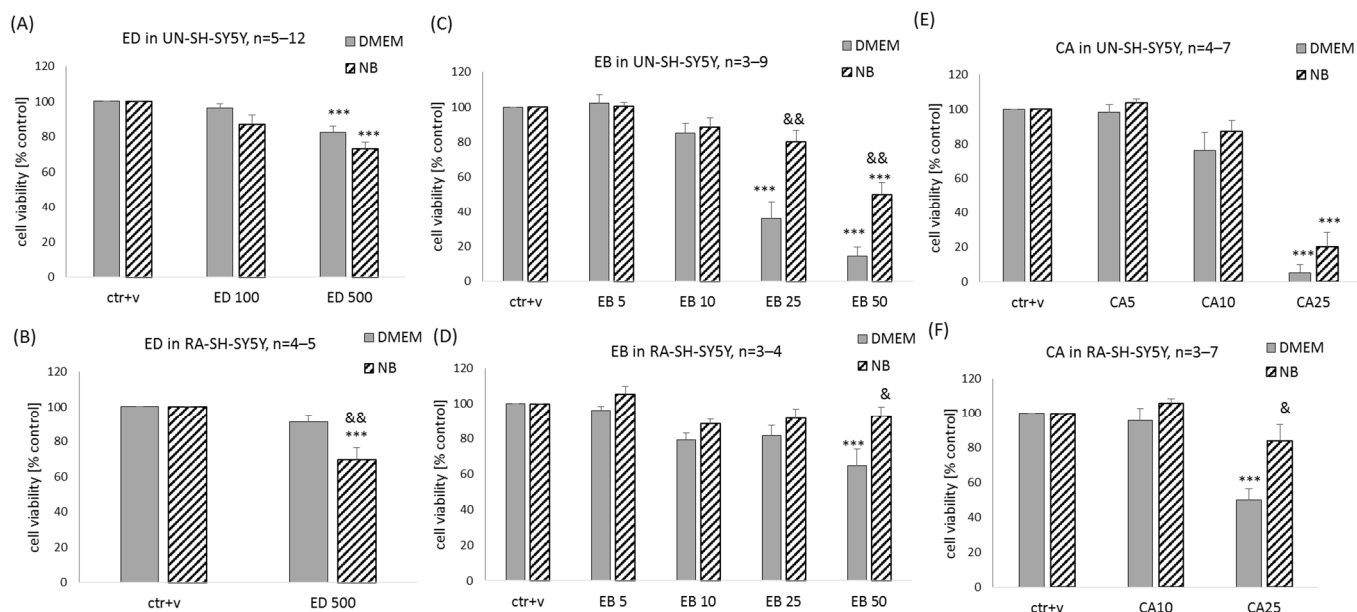 (A)
ED in UN-SH-SY5Y, n=5–12
DMEM
NB
cell viability [% control]
120
100
80
60
40
20
0
***
***
ctr+v ED 100 ED 500
(B)
ED in RA-SH-SY5Y, n=4–5
DMEM
NB
cell viability [% control]
120
100
80
60
40
20
0
&&
***
ctr+v ED 500
(C)
EB in UN-SH-SY5Y, n=3–9
DMEM
NB
cell viability [% control]
120
100
80
60
40
20
0
***
&&
***
&&
***
ctr+v EB 5 EB 10 EB 25 EB 50
(D)
EB in RA-SH-SY5Y, n=3–4
DMEM
NB
cell viability [% control]
120
100
80
60
40
20
0
***
&
ctr+v EB 5 EB 10 EB 25 EB 50
(E)
CA in UN-SH-SY5Y, n=4–7
DMEM
NB
cell viability [% control]
120
100
80
60
40
20
0
***
***
ctr+v CA5 CA10 CA25
(F)
CA in RA-SH-SY5Y, n=3–7
DMEM
NB
cell viability [% control]
120
100
80
60
40
20
0
***
&
ctr+v CA10 CA25